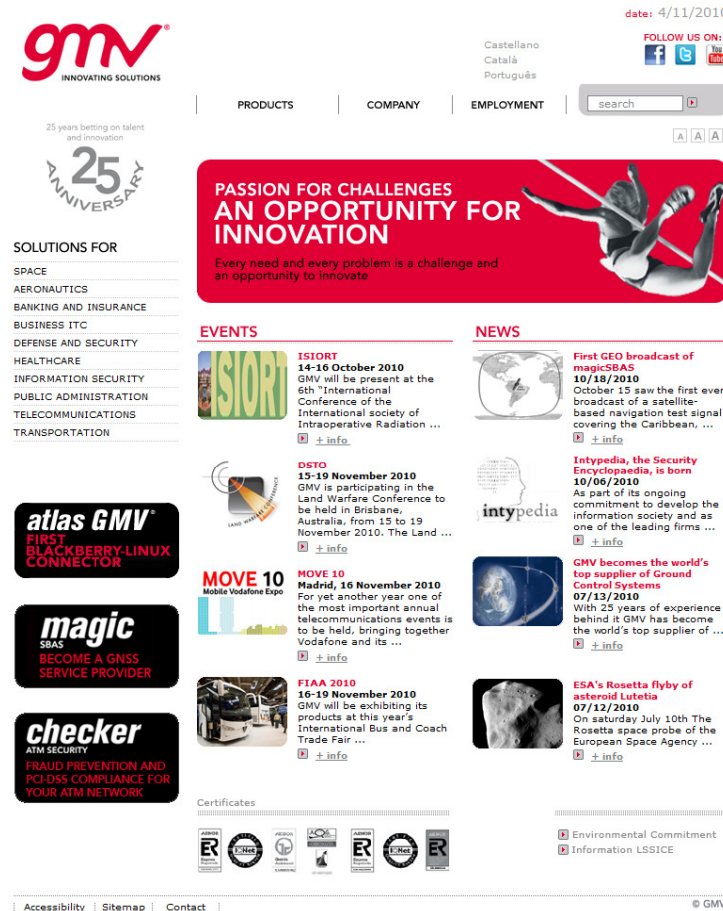 date: 4/11/2010
gmv
INNOVATING SOLUTIONS
FOLLOW US ON:
Castellano
Català
Português
You
Tube
PRODUCTS
COMPANY
EMPLOYMENT
search
A A A
25 years betting on talent
and innovation
25
ANNIVERSARY
PASSION FOR CHALLENGES
AN OPPORTUNITY FOR
INNOVATION
Every need and every problem is a challenge and
an opportunity to innovate
SOLUTIONS FOR
SPACE
AERONAUTICS
BANKING AND INSURANCE
BUSINESS ITC
DEFENSE AND SECURITY
HEALTHCARE
INFORMATION SECURITY
PUBLIC ADMINISTRATION
TELECOMMUNICATIONS
TRANSPORTATION
atlas GMV
FIRST
BLACKBERRY-LINUX
CONNECTOR
magic
SBAS
BECOME A GNSS
SERVICE PROVIDER
checker
ATM SECURITY
FRAUD PREVENTION AND
PCI-DSS COMPLIANCE FOR
YOUR ATM NETWORK
EVENTS
ISIORT
ISIORT
14-16 October 2010
GMV will be present at the
6th "International
Conference of the
International society of
Intraoperative Radiation ...
+ info
LAND WARFARE CONFERENCE
DSTO
15-19 November 2010
GMV is participating in the
Land Warfare Conference to
be held in Brisbane,
Australia, from 15 to 19
November 2010. The Land ...
+ info
MOVE 10
Mobile Vodafone Expo
MOVE 10
Madrid, 16 November 2010
For yet another year one of
the most important annual
telecommunications events is
to be held, bringing together
Vodafone and its ...
+ info
FIAA 2010
16-19 November 2010
GMV will be exhibiting its
products at this year's
International Bus and Coach
Trade Fair ...
+ info
NEWS
First GEO broadcast of
magicSBAS
10/18/2010
October 15 saw the first ever
broadcast of a satellite-
based navigation test signal
covering the Caribbean, ...
+ info
intypedia
Intypedia, the Security
Encyclopaedia, is born
10/06/2010
As part of its ongoing
commitment to develop the
information society and as
one of the leading firms ...
+ info
GMV becomes the world's
top supplier of Ground
Control Systems
07/13/2010
With 25 years of experience
behind it GMV has become
the world's top supplier of ...
+ info
ESA's Rosetta flyby of
asteroid Lutetia
07/12/2010
On saturday July 10th The
Rosetta space probe of the
European Space Agency ...
+ info
Certificates
AENOR
ER
IQNet
AENOR
ER
IQNet
ER
Environmental Commitment
Information LSSICE
Accessibility
Sitemap
Contact
© GMV